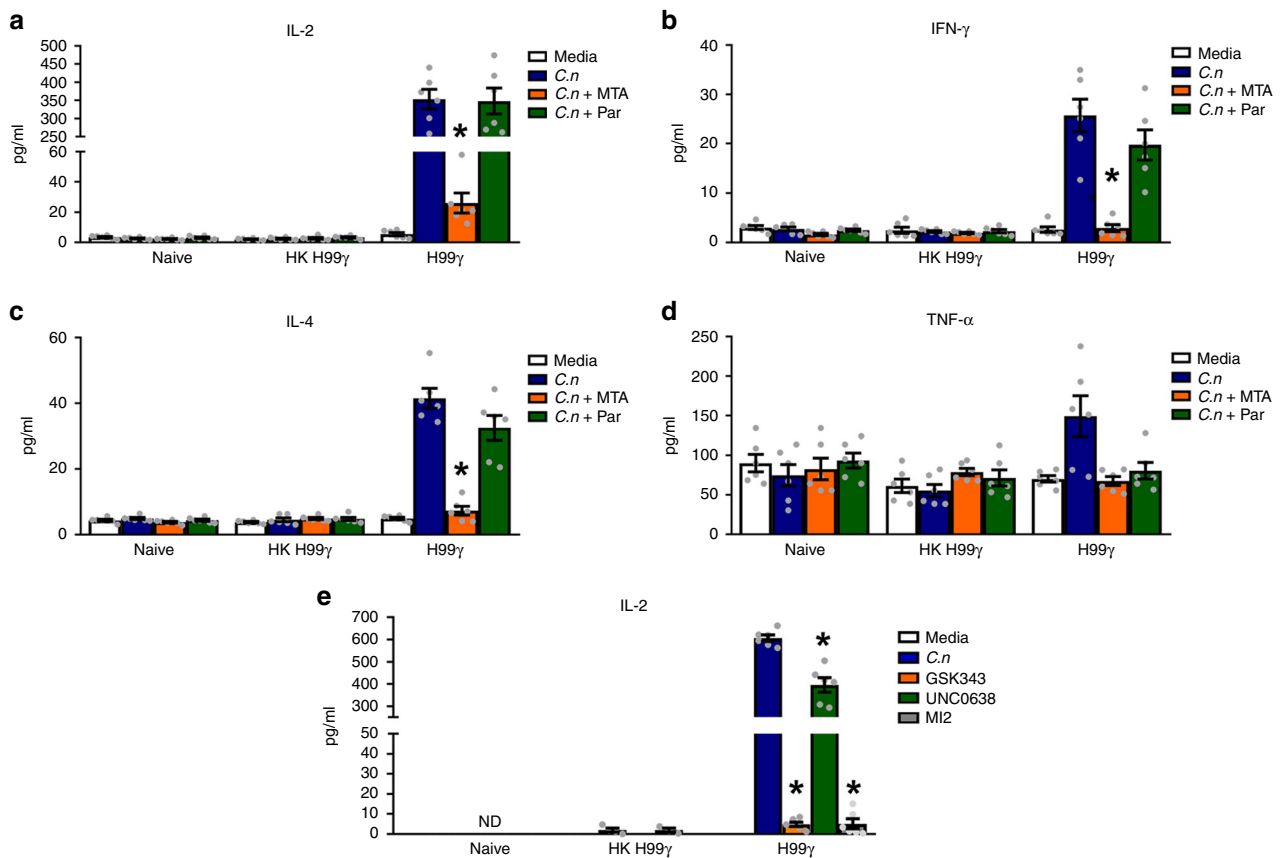 a
IL-2
pg/ml
500
450
400
350
300
250
60
40
20
0
Naive
HK H99γ
H99γ
Media
C.n
C.n + MTA
C.n + Par
*
b
IFN-γ
pg/ml
40
30
20
10
0
Naive
HK H99γ
H99γ
Media
C.n
C.n + MTA
C.n + Par
*
c
IL-4
pg/ml
60
40
20
0
Naive
HK H99γ
H99γ
Media
C.n
C.n + MTA
C.n + Par
*
d
TNF-α
pg/ml
250
200
150
100
50
0
Naive
HK H99γ
H99γ
Media
C.n
C.n + MTA
C.n + Par
e
IL-2
pg/ml
700
600
500
400
300
50
40
30
20
10
0
ND
Naive
HK H99γ
H99γ
Media
C.n
GSK343
UNC0638
MI2
*
*
*